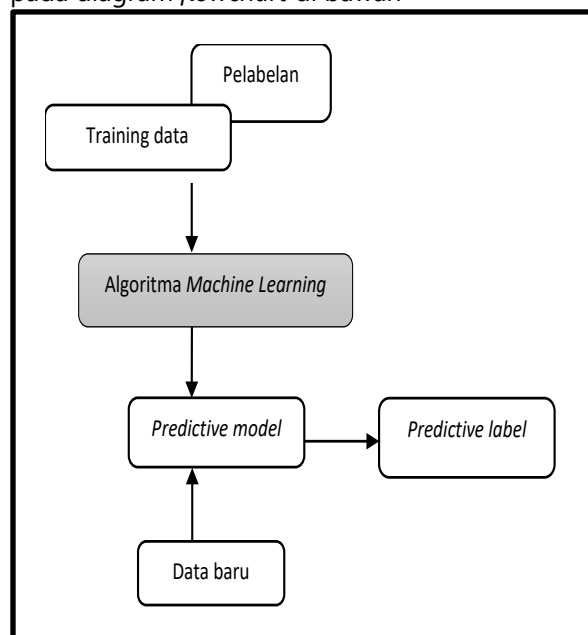 pada diagram flowchart di bawah
Pelabelan
Training data
Algoritma Machine Learning
Predictive model
Predictive label
Data baru